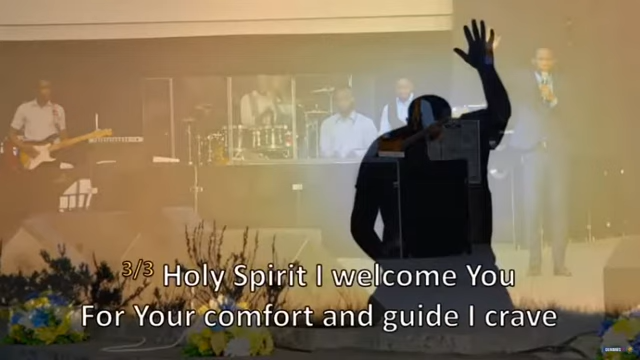 3/3 Holy Spirit I welcome You
For Your comfort and guide I crave